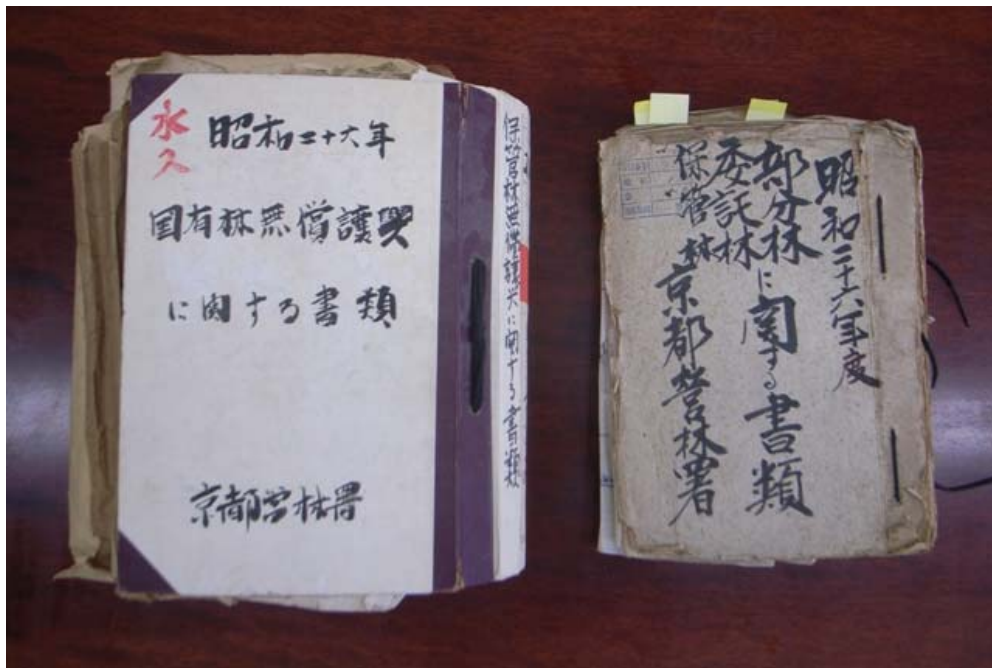 永久
昭和二十六年
国有林無償譲與
に関する書類
京都営林署
保管林無償譲与に関する書類
昭和二十六年度
部分林
委託林
保管林
に関する書類
京都営林署